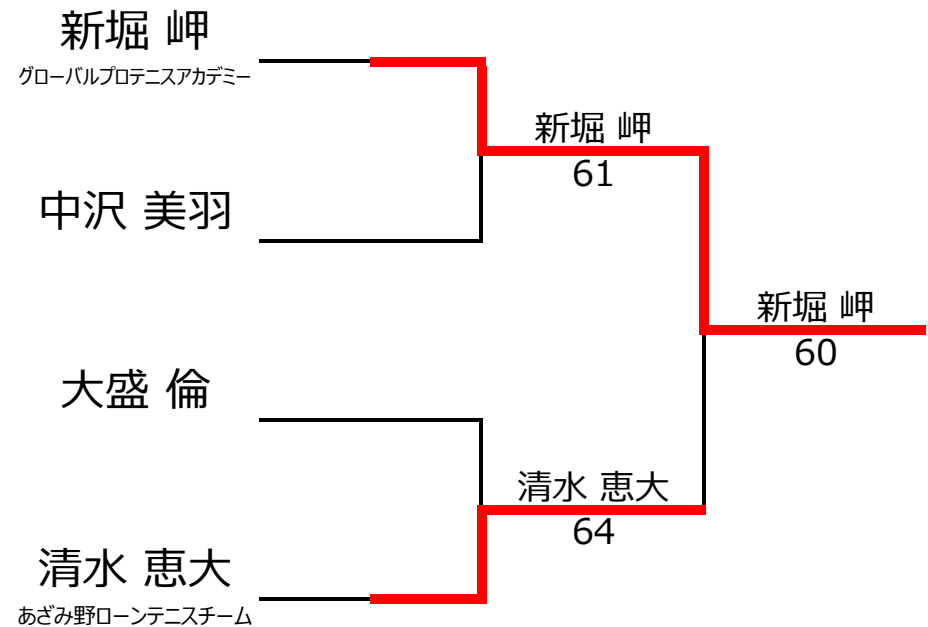 新堀 岬
グローバルプロテニスアカデミー
新堀 岬
61
中沢 美羽
新堀 岬
60
大盛 倫
清水 恵大
64
清水 恵大
あざみ野ローンテニスチーム